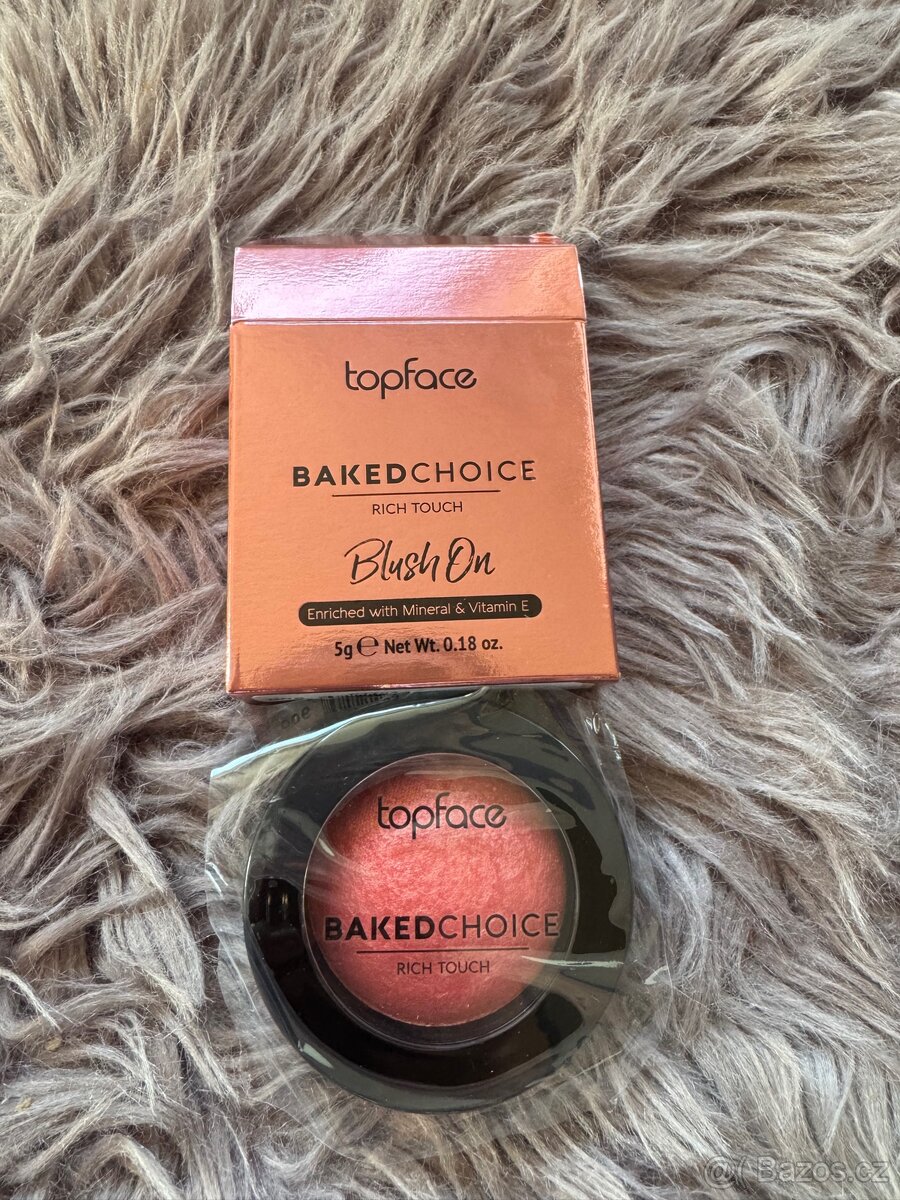 topface
BAKEDCHOICE
RICH TOUCH
Blush On
Enriched with Mineral & Vitamin E
5g ℮ Net Wt. 0.18 oz.
topface
BAKEDCHOICE
RICH TOUCH
@/ Bazos.cz